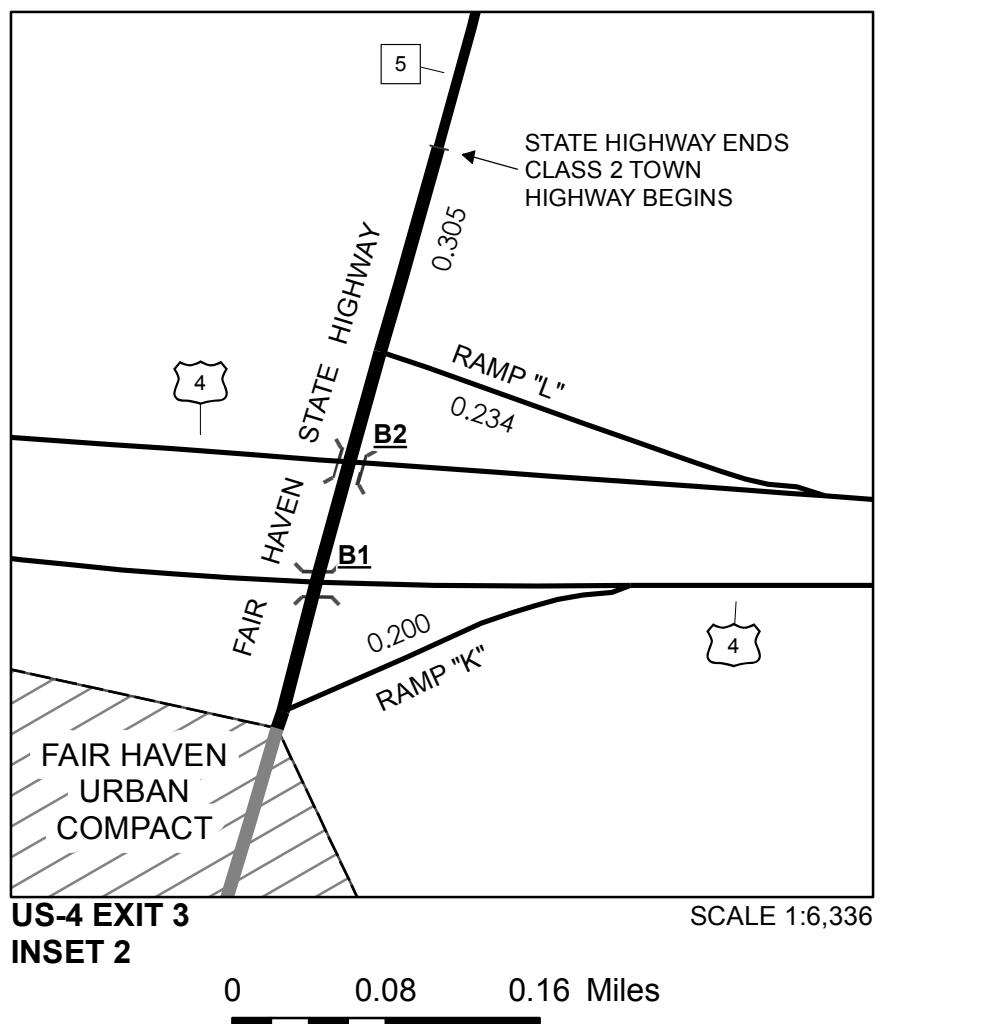 5
STATE HIGHWAY ENDS
CLASS 2 TOWN
HIGHWAY BEGINS
0.305
FAIR HAVEN STATE HIGHWAY
RAMP "L"
0.234
4
B2
B1
0.200
RAMP "K"
4
FAIR HAVEN
URBAN
COMPACT
US-4 EXIT 3
INSET 2
SCALE 1:6,336
0 0.08 0.16 Miles